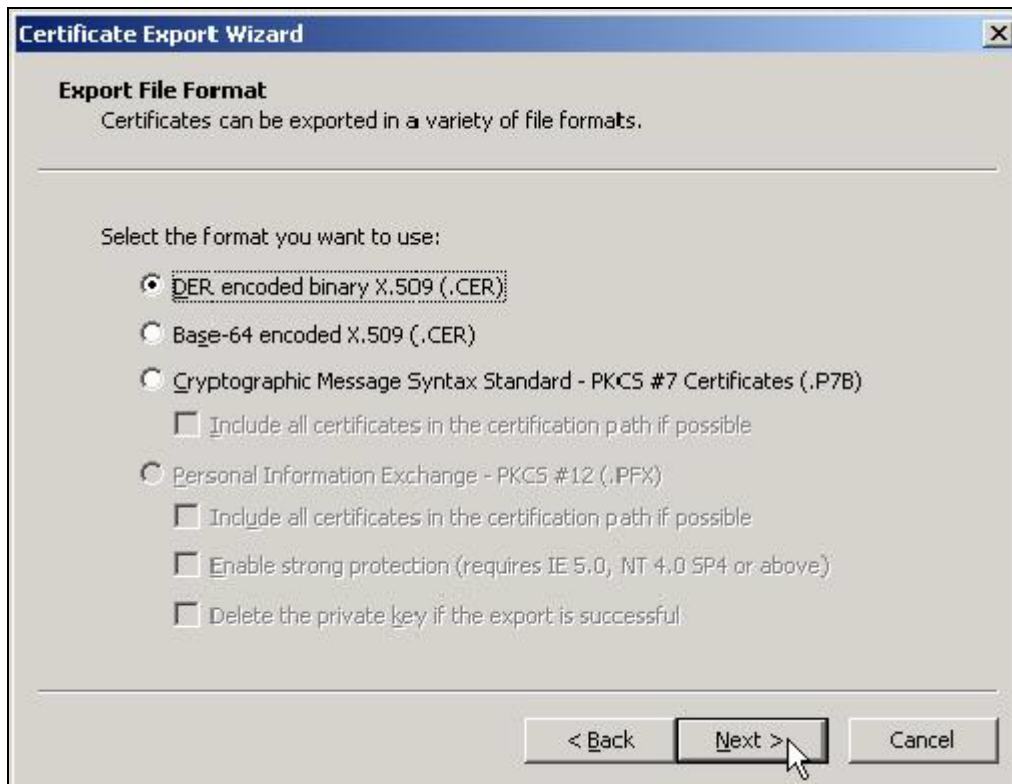 Certificate Export Wizard
Export File Format
Certificates can be exported in a variety of file formats.
Select the format you want to use:
DER encoded binary X.509 (.CER)
Base-64 encoded X.509 (.CER)
Cryptographic Message Syntax Standard - PKCS #7 Certificates (.P7B)
Include all certificates in the certification path if possible
Personal Information Exchange - PKCS #12 (.PFX)
Include all certificates in the certification path if possible
Enable strong protection (requires IE 5.0, NT 4.0 SP4 or above)
Delete the private key if the export is successful
< Back Next > Cancel